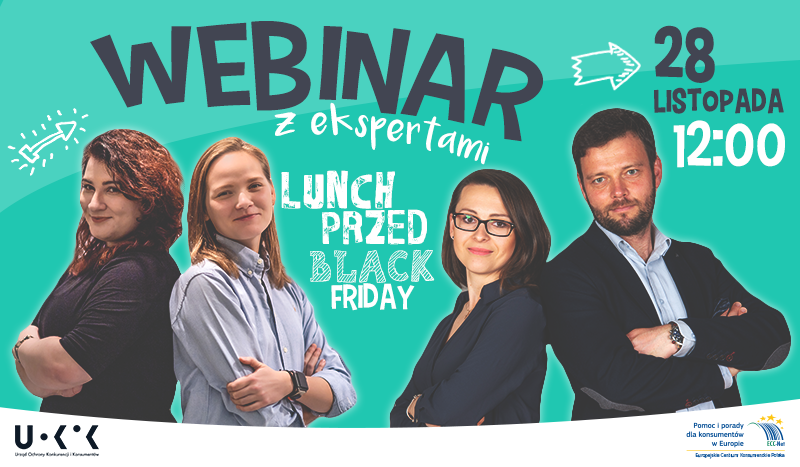 WEBINAR
z ekspertami
28
LISTOPADA
12:00
LUNCH
PRZED
BLACK
FRIDAY
UOKiK
Urząd Ochrony Konkurencji i Konsumentów
Pomoc i porady
dla konsumentów
w Europie
ECC-Net
Europejskie Centrum Konsumenckie Polska